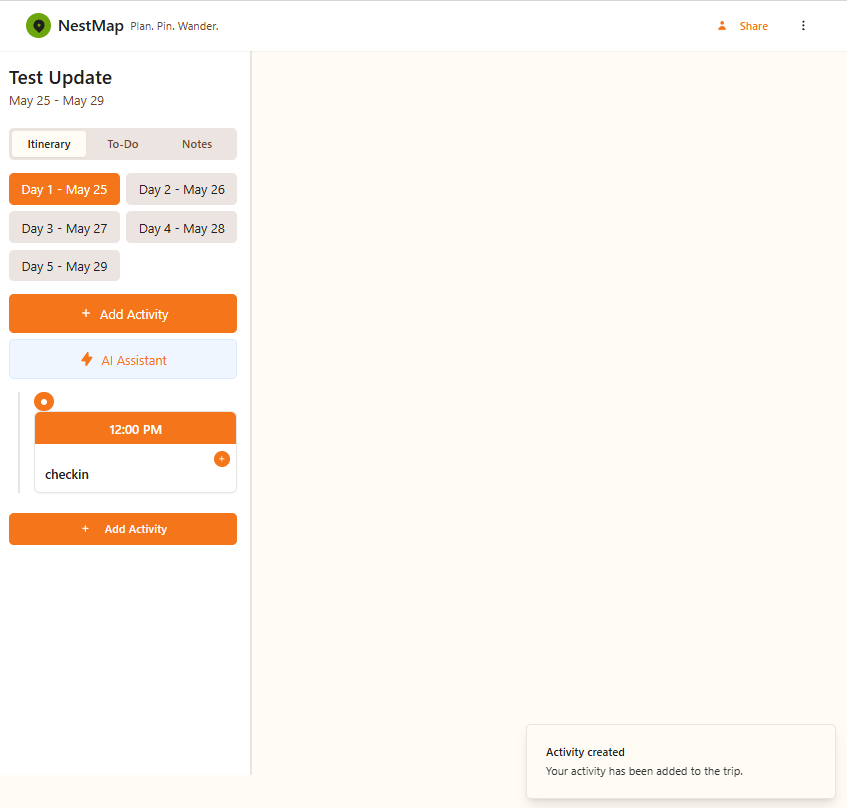 NestMap Plan. Pin. Wander.
Share
Test Update
May 25 - May 29
Itinerary To-Do Notes
Day 1 - May 25 Day 2 - May 26
Day 3 - May 27 Day 4 - May 28
Day 5 - May 29
+ Add Activity
AI Assistant
12:00 PM
+
checkin
+ Add Activity
Activity created
Your activity has been added to the trip.